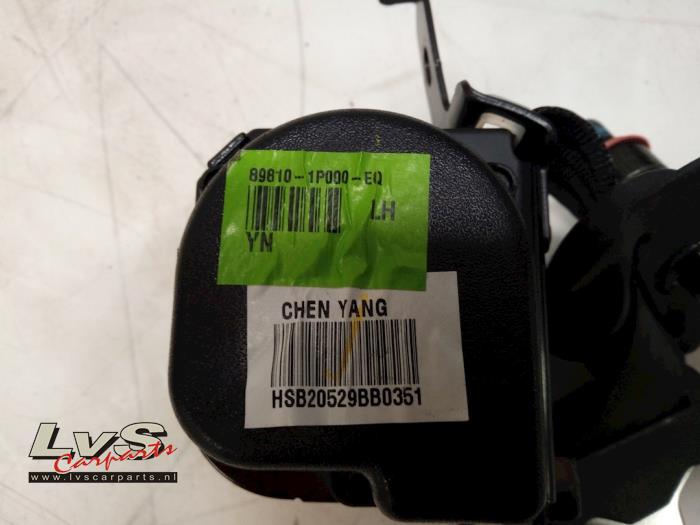 89810-1P000-EQ
LH
YN
CHEN YANG
HSB20529BB0351
LvS
Carparts
www.lvscarparts.nl